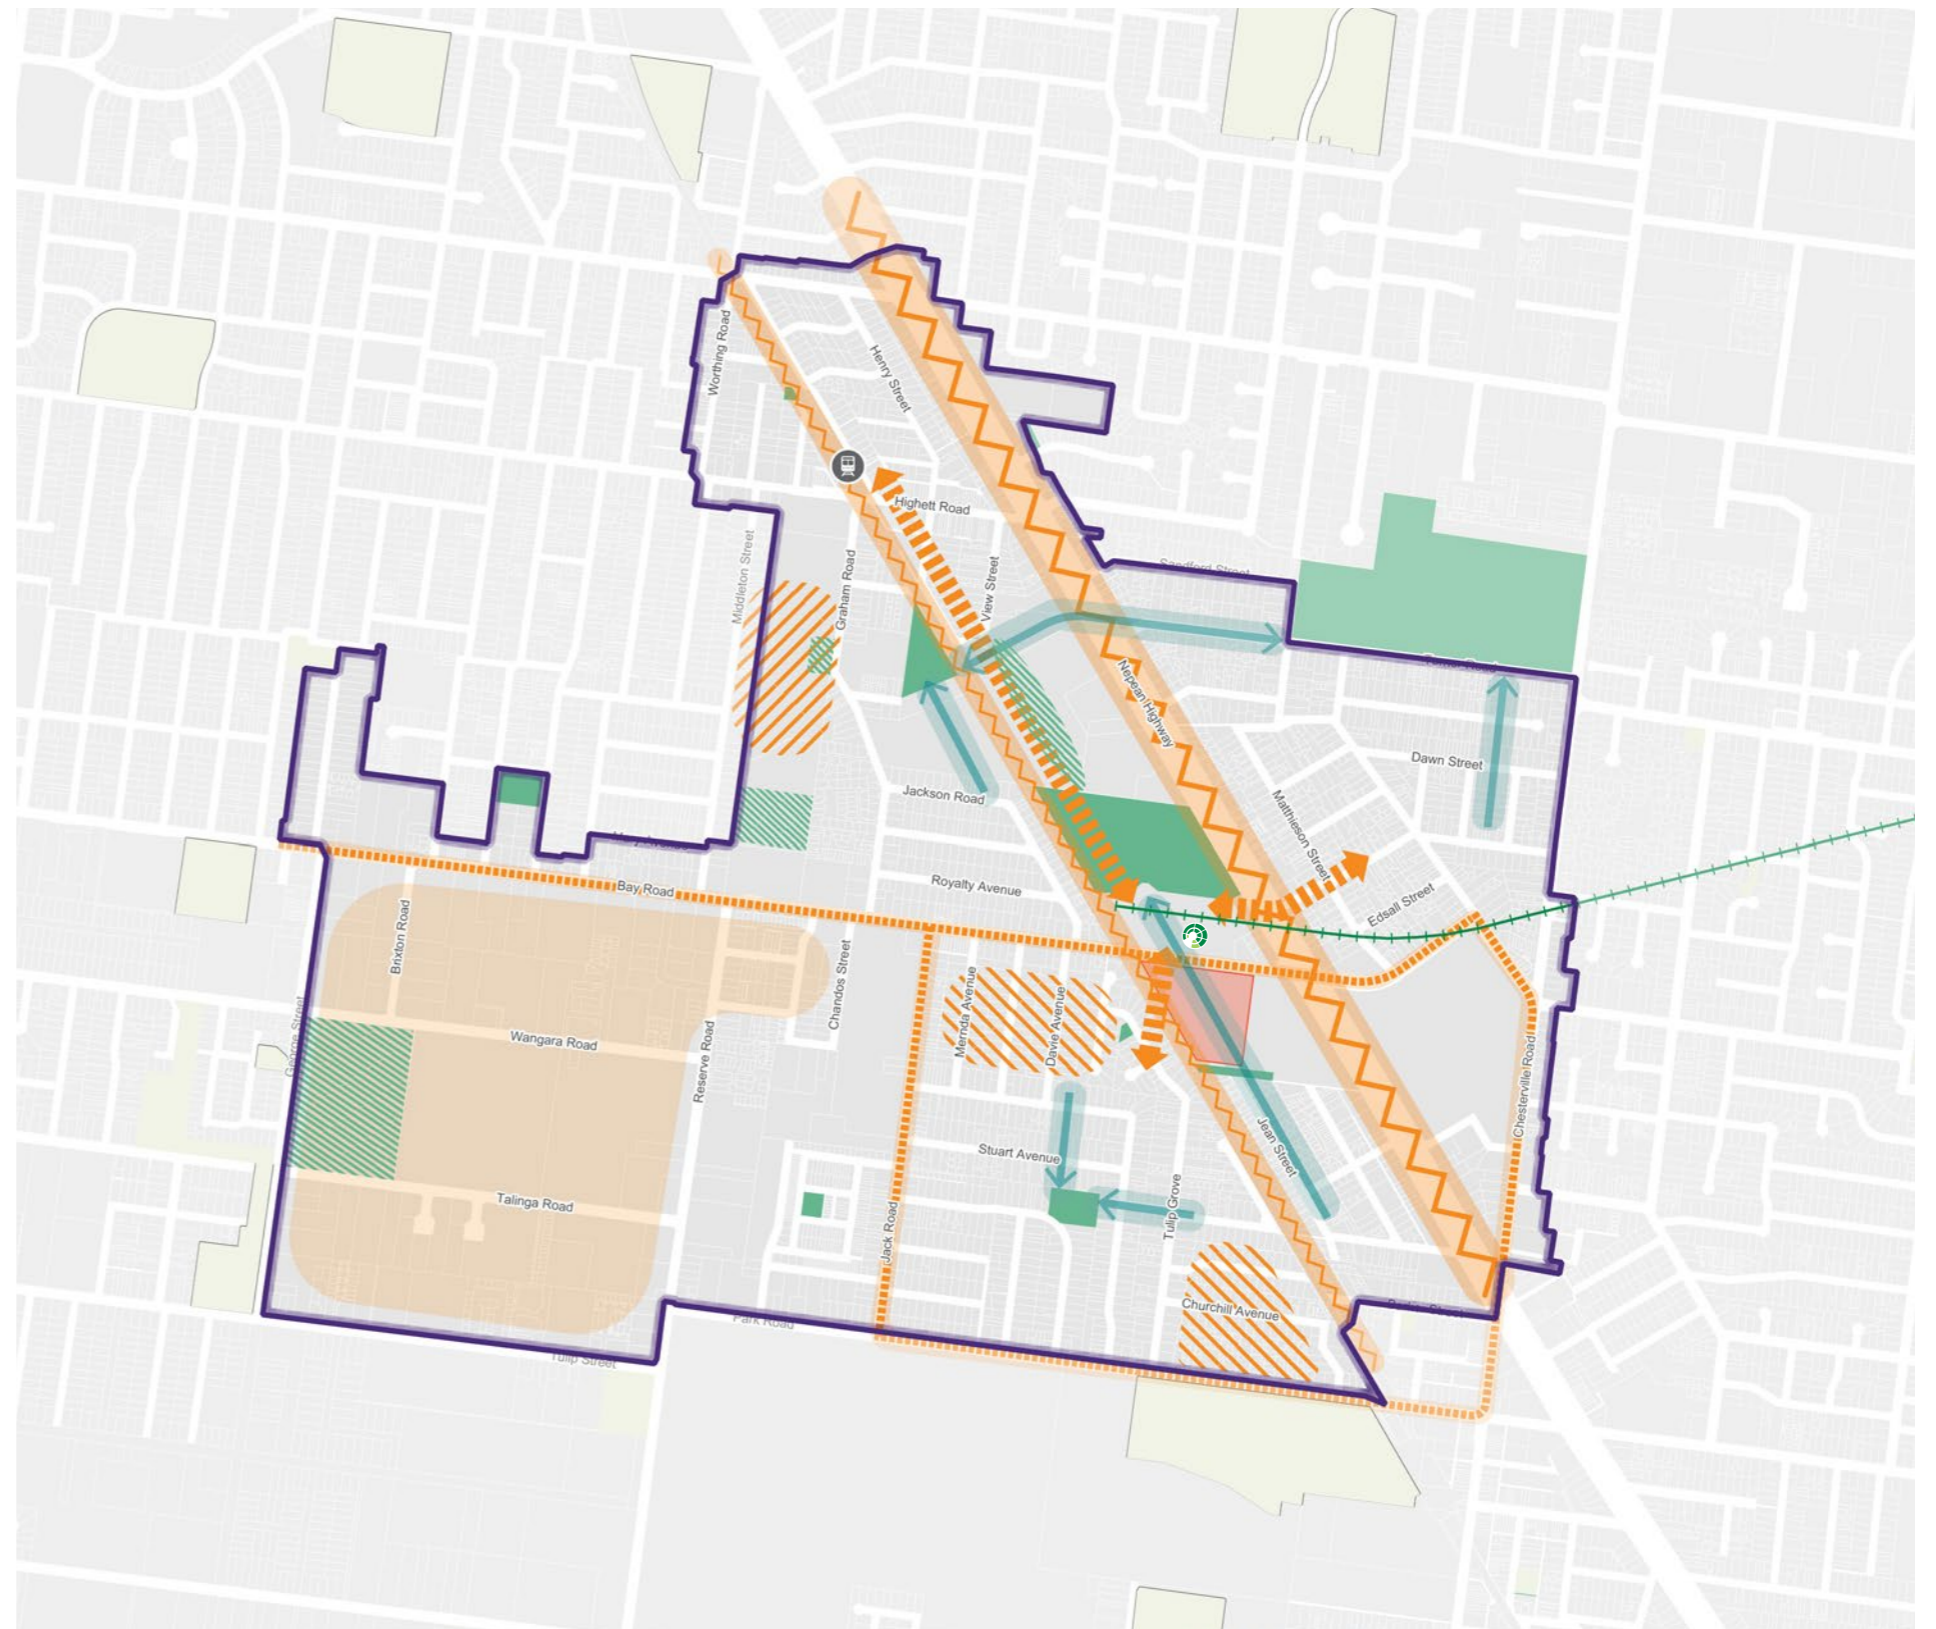 Worthing Road
Henry Street
Highett Road
Middleton Street
Graham Road
View Street
Sandford Street
Nepean Highway
Dawn Street
Jackson Road
Matthieson Street
Bay Road
Royalty Avenue
Edsall Street
Brixton Road
Chandos Street
Mernda Avenue
Davie Avenue
George Street
Wangara Road
Reserve Road
Chesterville Road
Jean Street
Stuart Avenue
Talinga Road
Tulip Grove
Jack Road
Churchill Avenue
Park Road
Tulip Street